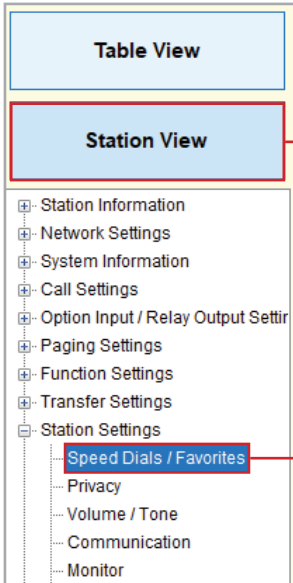 Table View
Station View
Station Information
Network Settings
System Information
Call Settings
Option Input / Relay Output Settir
Paging Settings
Function Settings
Transfer Settings
Station Settings
Speed Dials / Favorites
Privacy
Volume / Tone
Communication
Monitor